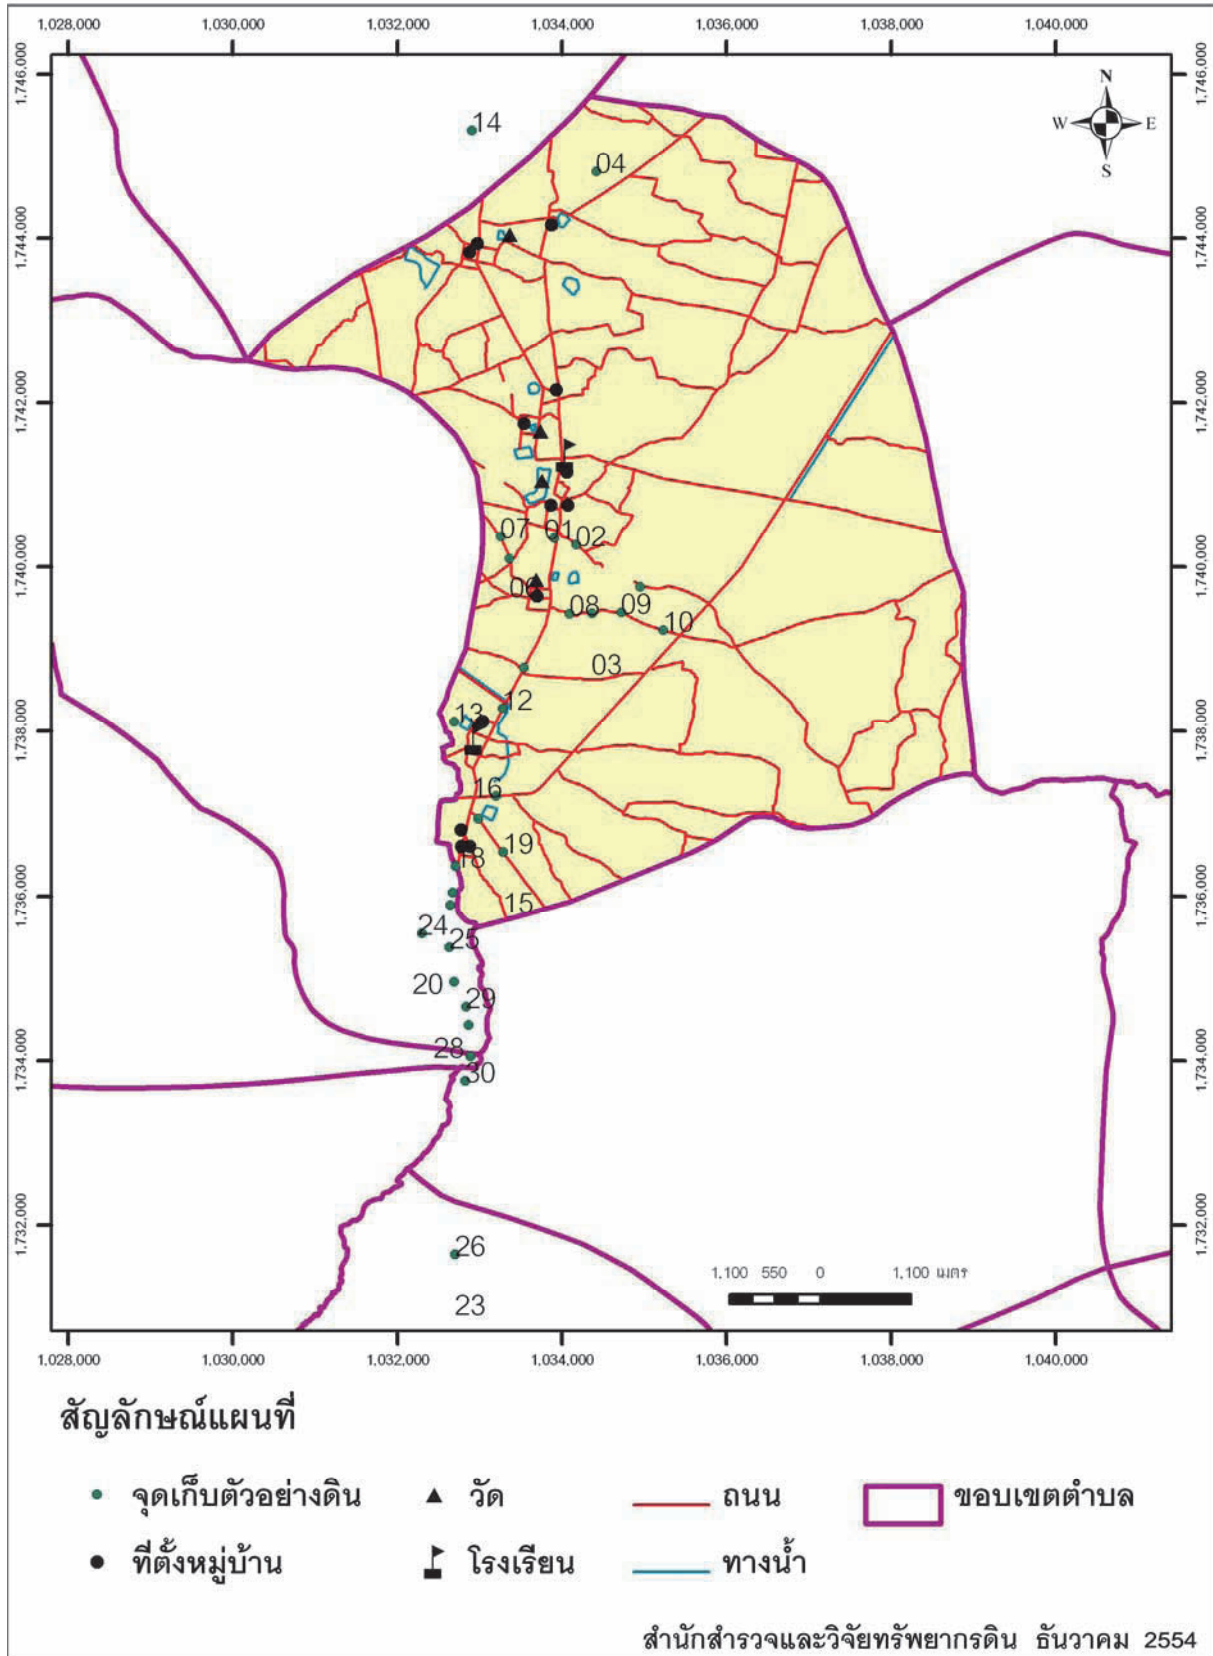 1,028,000 1,030,000 1,032,000 1,034,000 1,036,000 1,038,000 1,040,000
1,746,000 1,746,000
N
W E
S
14
04
1,744,000 1,744,000
1,742,000 1,742,000
07 01 02
1,740,000 1,740,000
06 08 09
10
03
12
13
1,738,000 1,738,000
16
19
18
1,736,000 15 1,736,000
24
25
20
29
28
1,734,000 1,734,000
30
1,732,000 1,732,000
26
1,100 550 0 1,100 เมตร
23
1,028,000 1,030,000 1,032,000 1,034,000 1,036,000 1,038,000 1,040,000
สัญลักษณ์แผนที่
จุดเก็บตัวอย่างดิน วัด ถนน ขอบเขตตำบล
ที่ตั้งหมู่บ้าน โรงเรียน ทางน้ำ
สำนักสำรวจและวิจัยทรัพยากรดิน ธันวาคม 2554